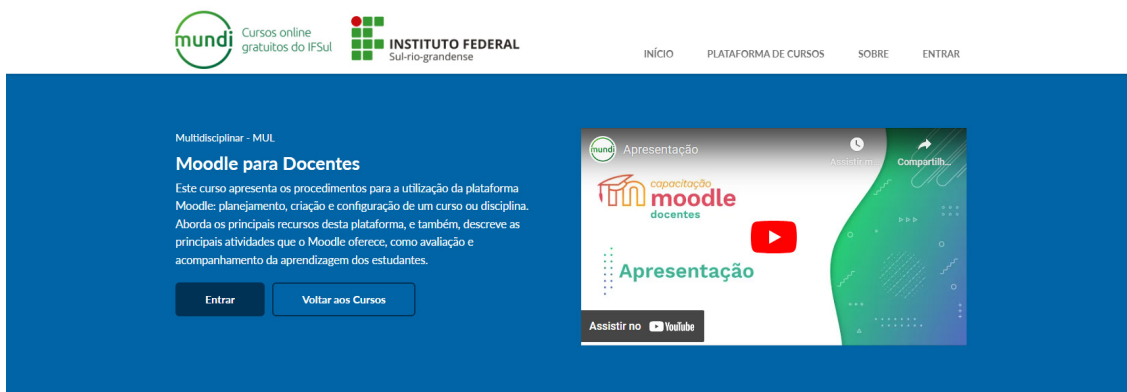 mundi
Cursos online
gratuitos do IFSul
INSTITUTO FEDERAL
Sul-rio-grandense
INÍCIO
PLATAFORMA DE CURSOS
SOBRE
ENTRAR
Multidisciplinar - MUL
Moodle para Docentes
Este curso apresenta os procedimentos para a utilização da plataforma
Moodle: planejamento, criação e configuração de um curso ou disciplina.
Aborda os principais recursos desta plataforma, e também, descreve as
principais atividades que o Moodle oferece, como avaliação e
acompanhamento da aprendizagem dos estudantes.
Entrar
Voltar aos Cursos
mundi
Apresentação
Assistir m...
Compartilh...
capacitação
moodle
docentes
Apresentação
Assistir no YouTube